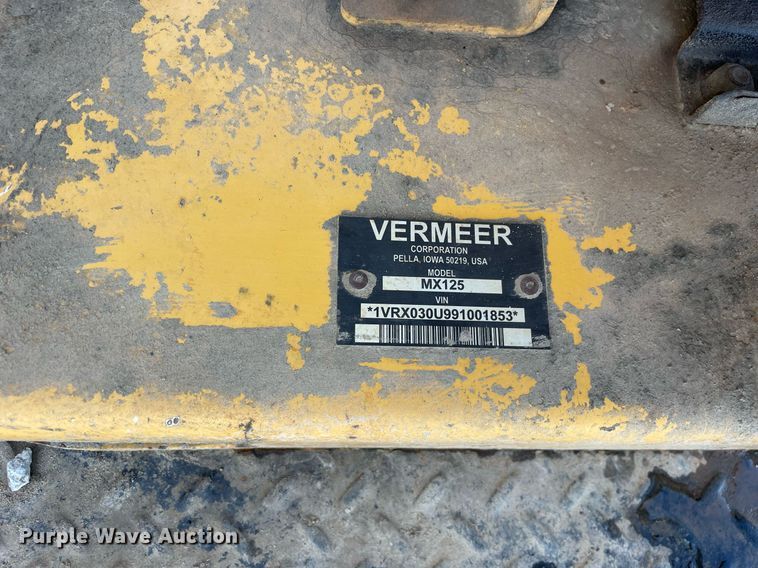 VERMEER
CORPORATION
PELLA, IOWA 50219, USA
MODEL
MX125
VIN
*1VRX030U991001853*
Purple Wave Auction